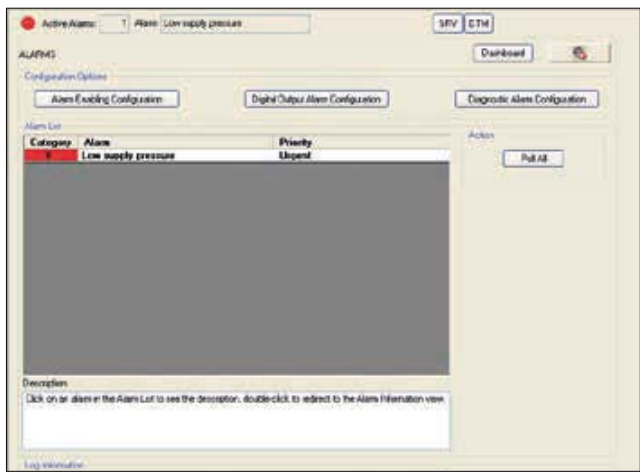 Active Alarms: 1 Alarm Low supply pressure SRV ETM
ALARMS Dashboard
Configuration Options
Alarm Enabling Configuration Digital Output Alarm Configuration Diagnostic Alarm Configuration
Alarm List Action
Category Alarm Priority
Low supply pressure Urgent
Poll All
Description
Click on an alarm in the Alarm List to see the description, double-click to redirect to the Alarm Information view.
Log Information